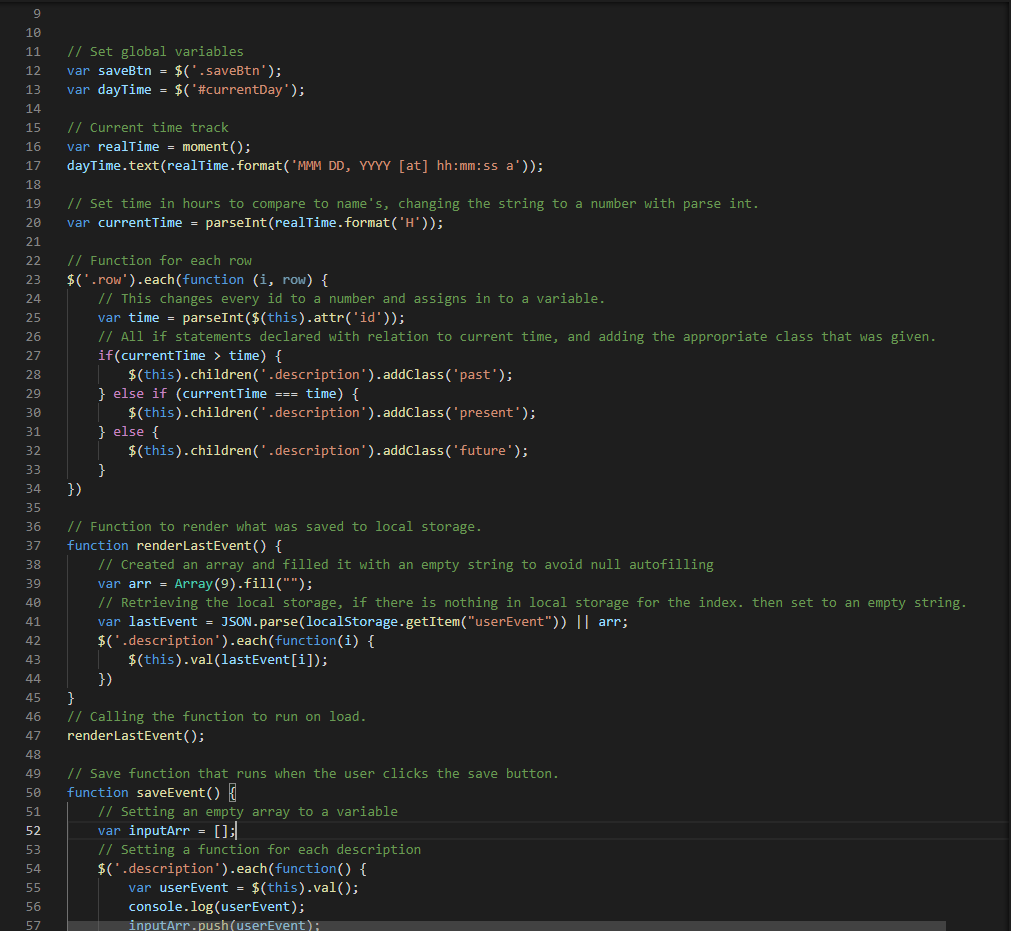 9
10
11 // Set global variables
12 var saveBtn = $('.saveBtn');
13 var dayTime = $('#currentDay');
14
15 // Current time track
16 var realTime = moment();
17 dayTime.text(realTime.format('MMM DD, YYYY [at] hh:mm:ss a'));
18
19 // Set time in hours to compare to name's, changing the string to a number with parse int.
20 var currentTime = parseInt(realTime.format('H'));
21
22 // Function for each row
23 $('.row').each(function (i, row) {
24     // This changes every id to a number and assigns in to a variable.
25     var time = parseInt($(this).attr('id'));
26     // All if statements declared with relation to current time, and adding the appropriate class that was given.
27     if(currentTime > time) {
28         $(this).children('.description').addClass('past');
29     } else if (currentTime === time) {
30         $(this).children('.description').addClass('present');
31     } else {
32         $(this).children('.description').addClass('future');
33     }
34 })
35
36 // Function to render what was saved to local storage.
37 function renderLastEvent() {
38     // Created an array and filled it with an empty string to avoid null autofilling
39     var arr = Array(9).fill("");
40     // Retrieving the local storage, if there is nothing in local storage for the index. then set to an empty string.
41     var lastEvent = JSON.parse(localStorage.getItem("userEvent")) || arr;
42     $('.description').each(function(i) {
43         $(this).val(lastEvent[i]);
44     })
45 }
46 // Calling the function to run on load.
47 renderLastEvent();
48
49 // Save function that runs when the user clicks the save button.
50 function saveEvent() {
51     // Setting an empty array to a variable
52     var inputArr = [];
53     // Setting a function for each description
54     $('.description').each(function() {
55         var userEvent = $(this).val();
56         console.log(userEvent);
57         inputArr.push(userEvent);